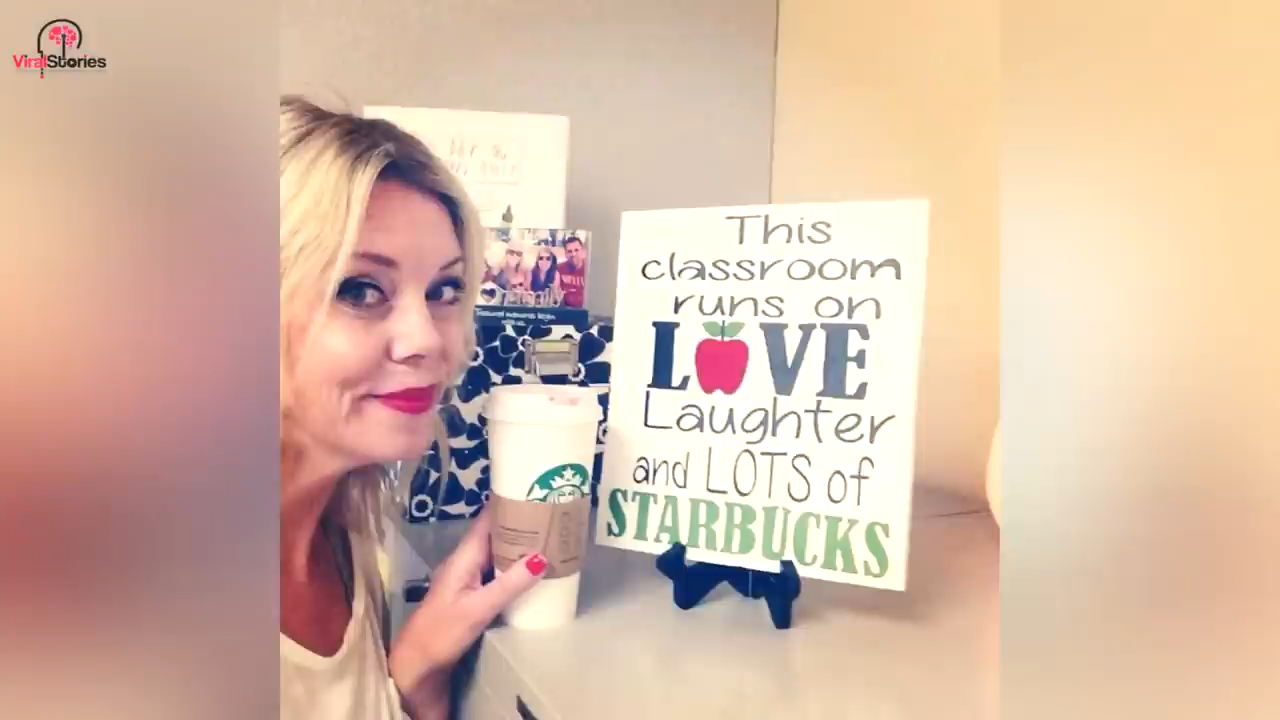 ViralStories
This
classroom
runs on
LOVE
Laughter
and LOTS of
STARBUCKS